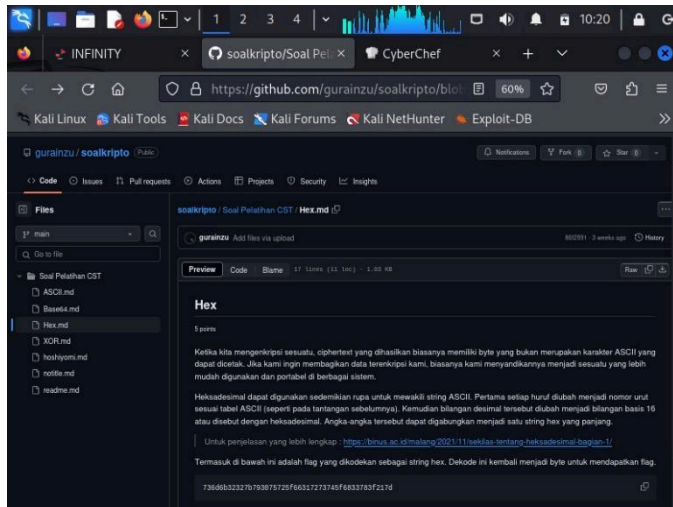 1 2 3 4
10:20
INFINITY
soalkripto/Soal Pel
CyberChef
https://github.com/gurainzu/soalkripto/blob
60%
Kali Linux
Kali Tools
Kali Docs
Kali Forums
Kali NetHunter
Exploit-DB
gurainzu / soalkripto Public
Notifications
Fork 0
Star 0
Code
Issues
Pull requests
Actions
Projects
Security
Insights
Files
main
Go to file
Soal Pelatihan CST
ASCII.md
Base64.md
Hex.md
XOR.md
hoshiyomi.md
notitle.md
readme.md
soalkripto / Soal Pelatihan CST / Hex.md
gurainzu Add files via upload
3 weeks ago
History
Preview
Code
Blame
17 lines (11 loc) · 1.03 KB
Raw
Hex
5 points
Ketika kita mengenkripsi sesuatu, ciphertext yang dihasilkan biasanya memiliki byte yang bukan merupakan karakter ASCII yang
dapat dicetak. Jika kami ingin membagikan data terenkripsi kami, biasanya kami menyandikannya menjadi sesuatu yang lebih
mudah digunakan dan portabel di berbagai sistem.
Heksadesimal dapat digunakan sedemikian rupa untuk mewakili string ASCII. Pertama setiap huruf diubah menjadi nomor urut
sesuai tabel ASCII (seperti pada tantangan sebelumnya). Kemudian bilangan desimal tersebut diubah menjadi bilangan basis 16
atau disebut dengan heksadesimal. Angka-angka tersebut dapat digabungkan menjadi satu string hex yang panjang.
Untuk penjelasan yang lebih lengkap : https://binus.ac.id/malang/2021/11/sekilas-tentang-heksadesimal-bagian-1/
Termasuk di bawah ini adalah flag yang dikodekan sebagai string hex. Dekode ini kembali menjadi byte untuk mendapatkan flag.